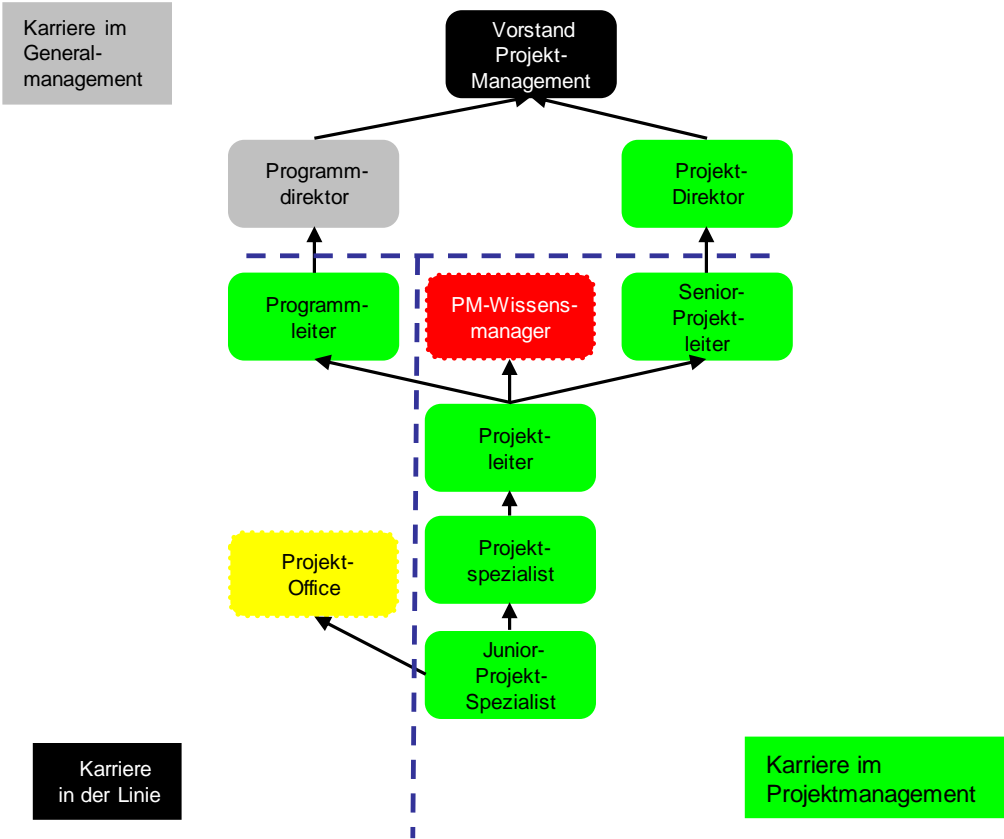 Karriere im
General-
management
Vorstand
Projekt-
Management
Programm-
direktor
Projekt-
Direktor
Programm-
leiter
PM-Wissens-
manager
Senior-
Projekt-
leiter
Projekt-
leiter
Projekt-
Office
Projekt-
spezialist
Junior-
Projekt-
Spezialist
Karriere
in der Linie
Karriere im
Projektmanagement